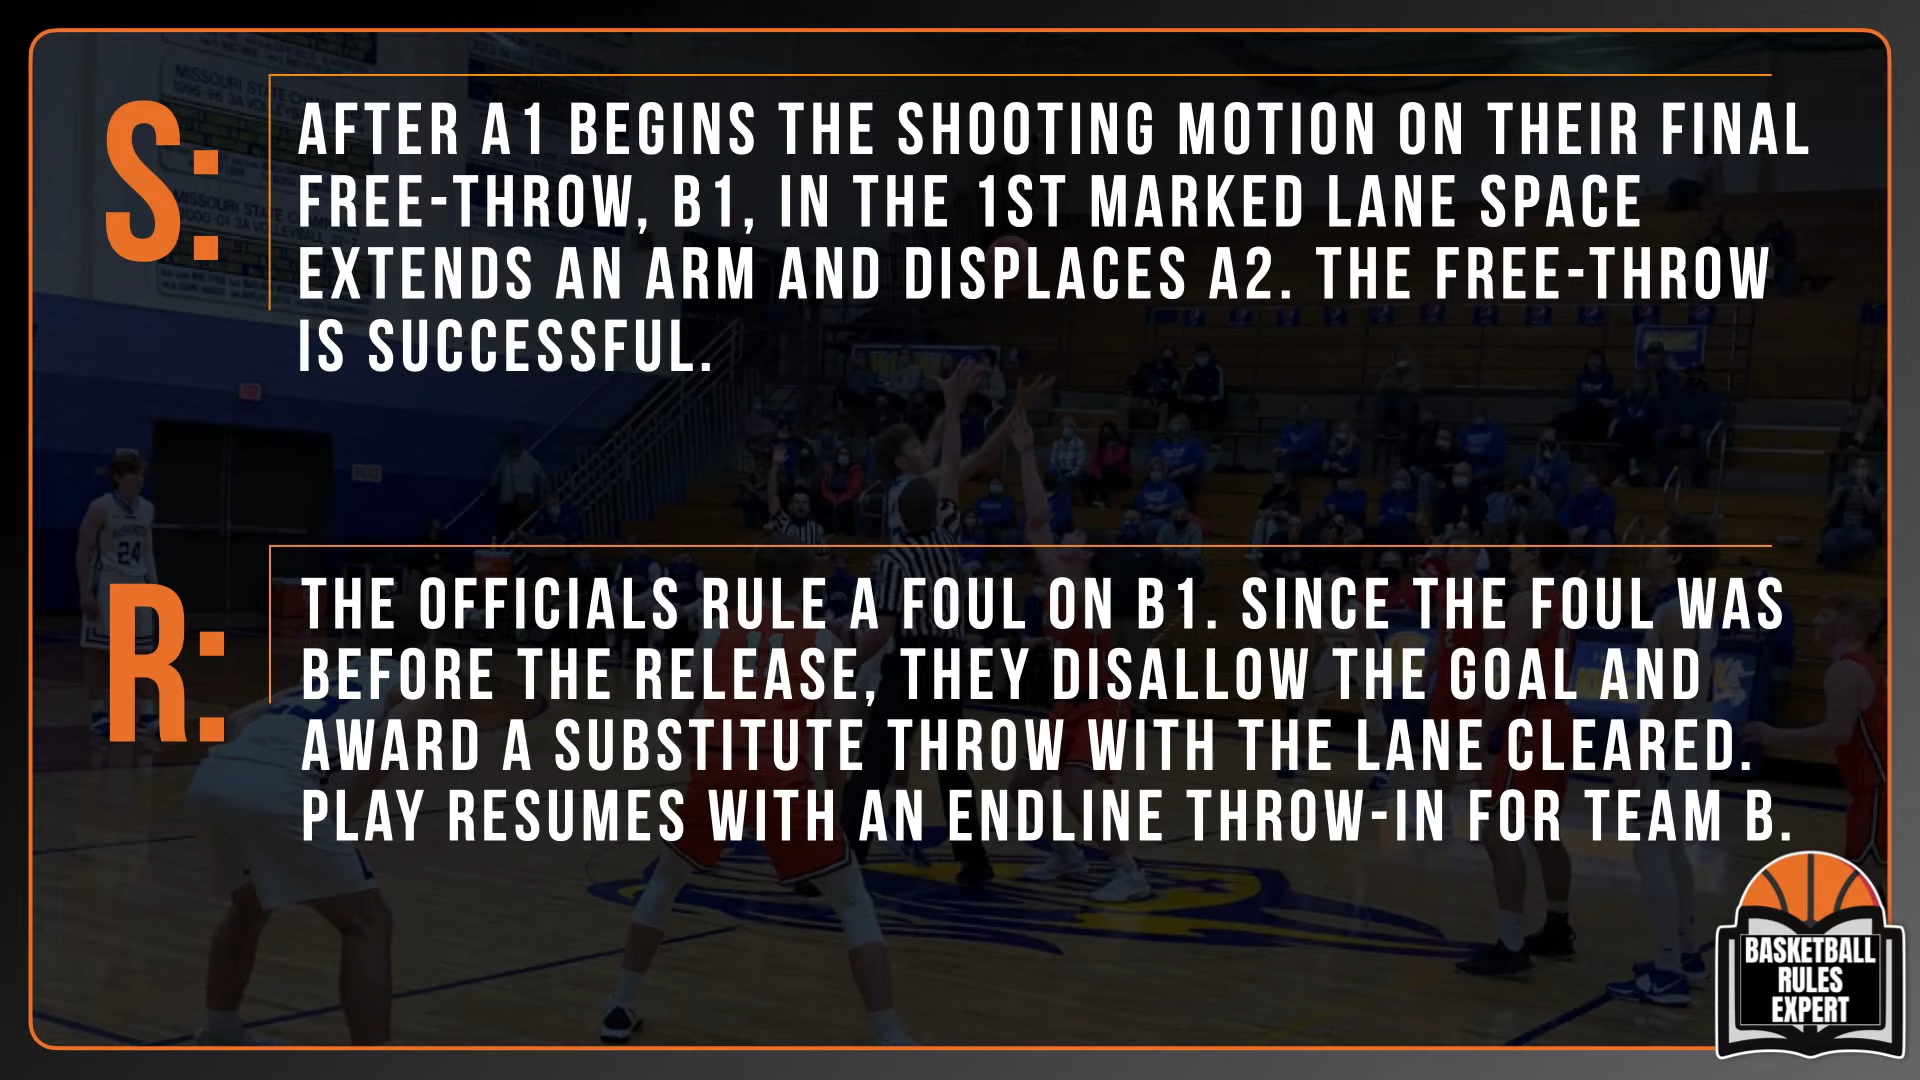 S:
AFTER A1 BEGINS THE SHOOTING MOTION ON THEIR FINAL
FREE-THROW, B1, IN THE 1ST MARKED LANE SPACE
EXTENDS AN ARM AND DISPLACES A2. THE FREE-THROW
IS SUCCESSFUL.
R:
THE OFFICIALS RULE A FOUL ON B1. SINCE THE FOUL WAS
BEFORE THE RELEASE, THEY DISALLOW THE GOAL AND
AWARD A SUBSTITUTE THROW WITH THE LANE CLEARED.
PLAY RESUMES WITH AN ENDLINE THROW-IN FOR TEAM B.
24
BASKETBALL
RULES
EXPERT